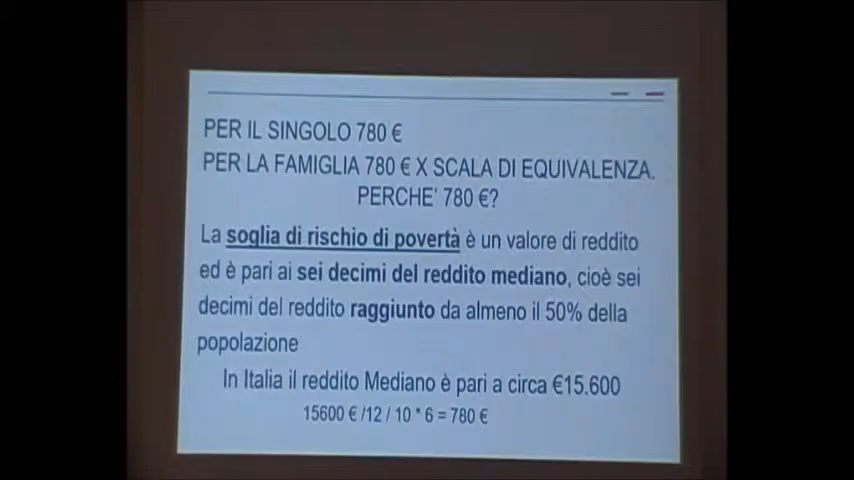 PER IL SINGOLO 780 €
PER LA FAMIGLIA 780 € X SCALA DI EQUIVALENZA.
PERCHE' 780 €?
La soglia di rischio di povertà è un valore di reddito
ed è pari ai sei decimi del reddito mediano, cioè sei
decimi del reddito raggiunto da almeno il 50% della
popolazione
In Italia il reddito Mediano è pari a circa €15.600
15600 € /12 / 10 * 6 = 780 €